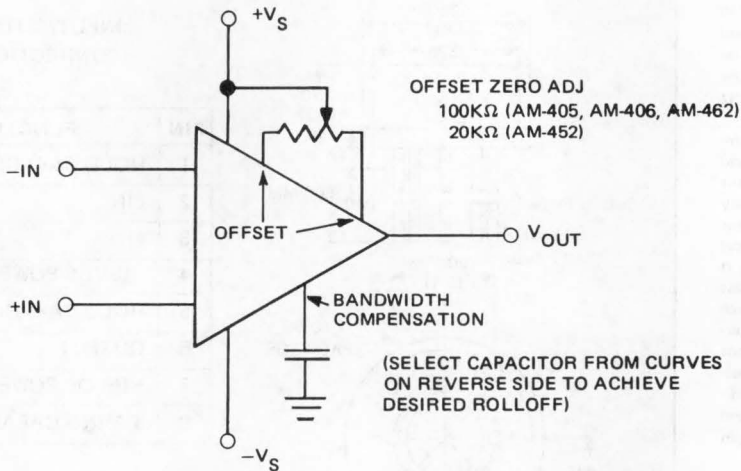 +VS
OFFSET ZERO ADJ
100KΩ (AM-405, AM-406, AM-462)
20KΩ (AM-452)
−IN
OFFSET
VOUT
+IN
BANDWIDTH
COMPENSATION
(SELECT CAPACITOR FROM CURVES
ON REVERSE SIDE TO ACHIEVE
DESIRED ROLLOFF)
−VS